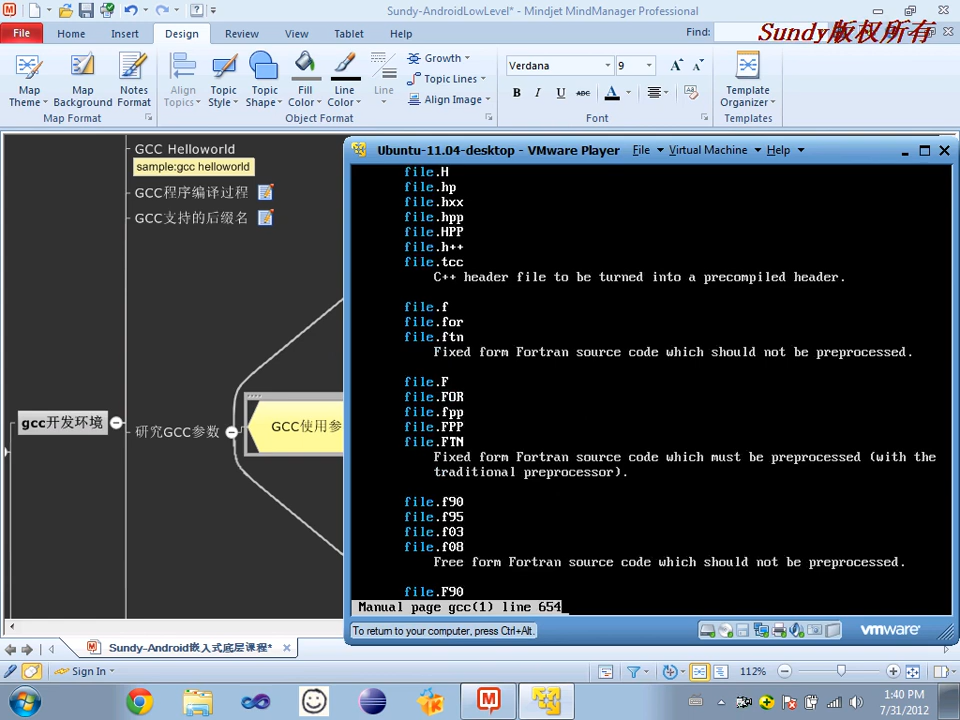 Sundy-AndroidLowLevel* - Mindjet MindManager Professional
File Home Insert Design Review View Tablet Help Find:
Sundy版权所有
Map Theme
Map Background
Notes Format
Align Topics
Topic Style
Topic Shape
Fill Color
Line Color
Line
Growth
Topic Lines
Align Image
Verdana 9
B I U ABC A
Template Organizer
Map Format Object Format Font Templates
GCC Helloworld
sample:gcc helloworld
GCC程序编译过程
GCC支持的后缀名
gcc开发环境
研究GCC参数
GCC使用参
Ubuntu-11.04-desktop - VMware Player File Virtual Machine Help
file.H
file.hp
file.hxx
file.hpp
file.HPP
file.h++
file.tcc
C++ header file to be turned into a precompiled header.
file.f
file.for
file.ftn
Fixed form Fortran source code which should not be preprocessed.
file.F
file.FOR
file.fpp
file.FPP
file.FTN
Fixed form Fortran source code which must be preprocessed (with the
traditional preprocessor).
file.f90
file.f95
file.f03
file.f08
Free form Fortran source code which should not be preprocessed.
file.F90
Manual page gcc(1) line 654
To return to your computer, press Ctrl+Alt.
vmware
Sundy-Android嵌入式底层课程*
Sign In
112%
1:40 PM
7/31/2012